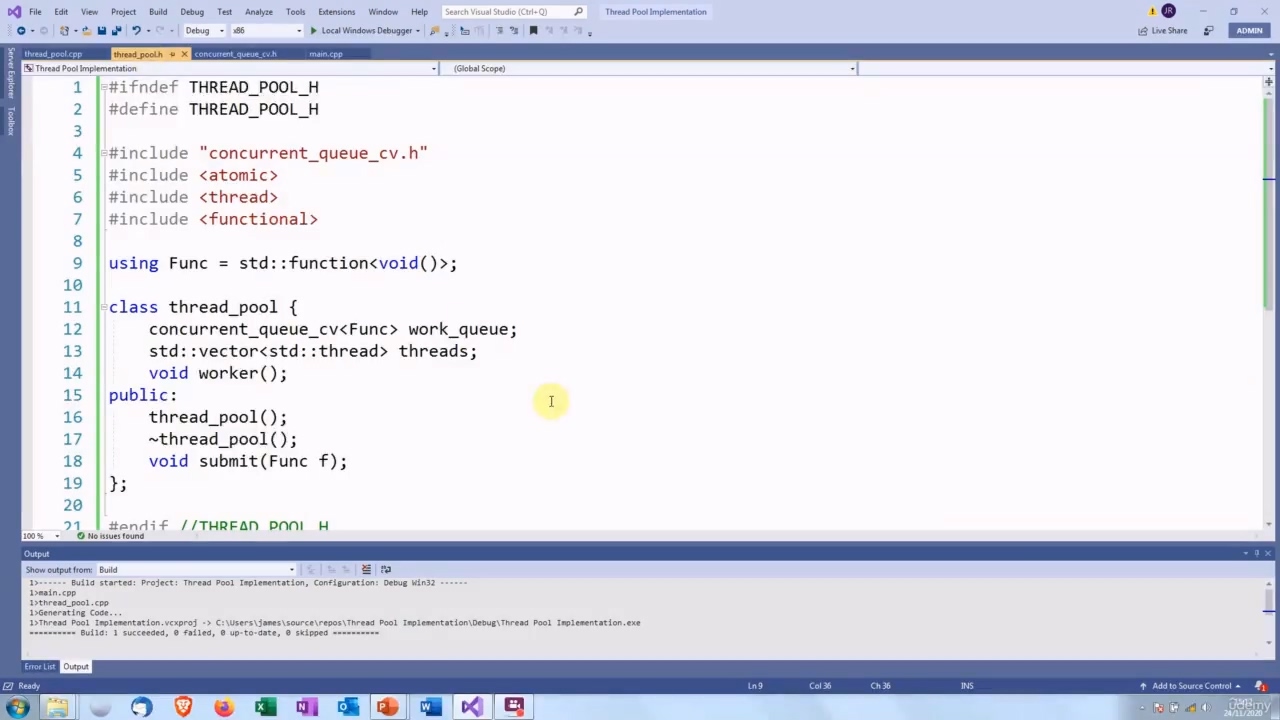 File Edit View Project Build Debug Test Analyze Tools Extensions Window Help Search Visual Studio (Ctrl+Q) Thread Pool Implementation JR
Debug x86 Local Windows Debugger Live Share ADMIN
thread_pool.cpp thread_pool.h concurrent_queue_cv.h main.cpp
Thread Pool Implementation (Global Scope)
Server Explorer
Toolbox
1 #ifndef THREAD_POOL_H
2 #define THREAD_POOL_H
3
4 #include "concurrent_queue_cv.h"
5 #include <atomic>
6 #include <thread>
7 #include <functional>
8
9 using Func = std::function<void()>;
10
11 class thread_pool {
12 concurrent_queue_cv<Func> work_queue;
13 std::vector<std::thread> threads;
14 void worker();
15 public:
16 thread_pool();
17 ~thread_pool();
18 void submit(Func f);
19 };
20
21 #endif //THREAD_POOL_H
100 % No issues found
Output
Show output from: Build
1>------ Build started: Project: Thread Pool Implementation, Configuration: Debug Win32 ------
1>main.cpp
1>thread_pool.cpp
1>Generating Code...
1>Thread Pool Implementation.vcxproj -> C:\Users\james\source\repos\Thread Pool Implementation\Debug\Thread Pool Implementation.exe
========== Build: 1 succeeded, 0 failed, 0 up-to-date, 0 skipped ==========
Error List Output
Ready Ln 9 Col 36 Ch 36 INS Add to Source Control 1
udemy
24/11/2020